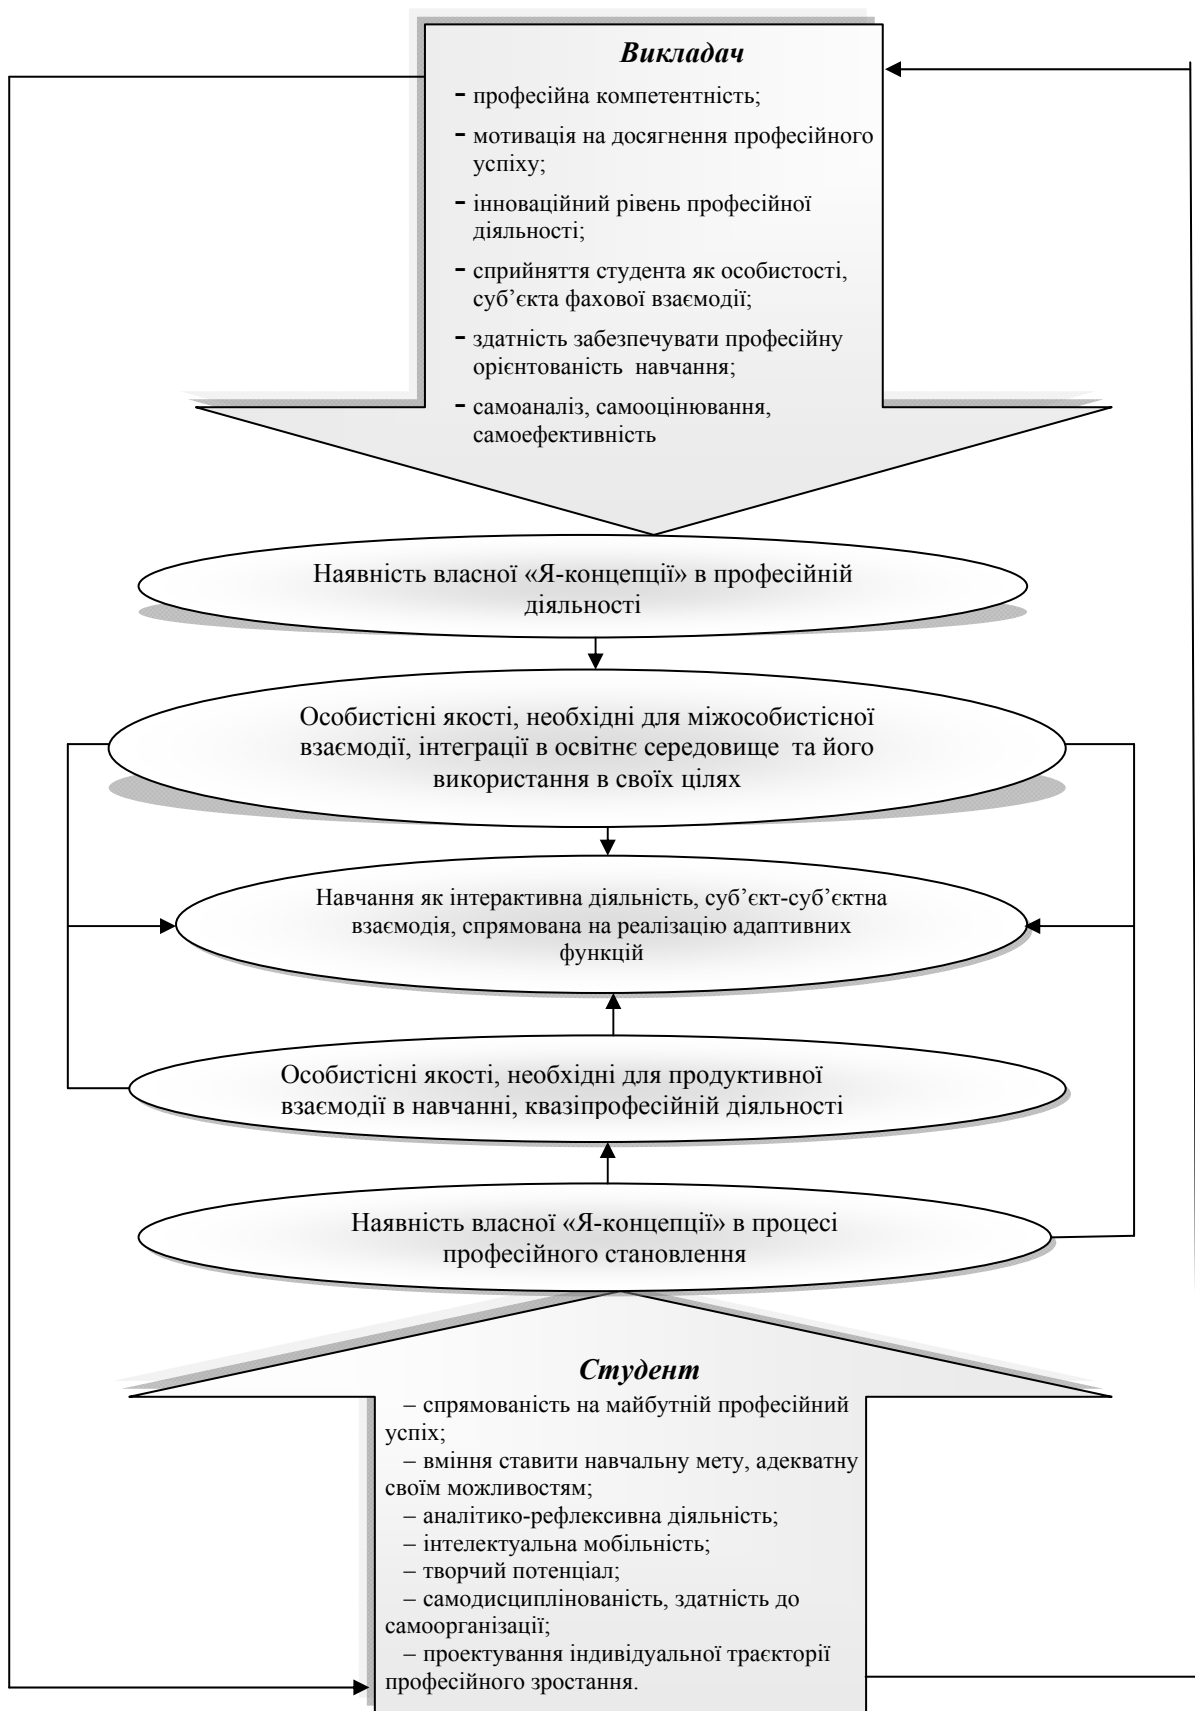 Викладач
- професійна компетентність;
- мотивація на досягнення професійного
успіху;
- інноваційний рівень професійної
діяльності;
- сприйняття студента як особистості,
суб’єкта фахової взаємодії;
- здатність забезпечувати професійну
орієнтованість навчання;
- самоаналіз, самооцінювання,
самоефективність
Наявність власної «Я-концепції» в професійній
діяльності
Особистісні якості, необхідні для міжособистісної
взаємодії, інтеграції в освітнє середовище та його
використання в своїх цілях
Навчання як інтерактивна діяльність, суб’єкт-суб’єктна
взаємодія, спрямована на реалізацію адаптивних
функцій
Особистісні якості, необхідні для продуктивної
взаємодії в навчанні, квазіпрофесійній діяльності
Наявність власної «Я-концепції» в процесі
професійного становлення
Студент
– спрямованість на майбутній професійний
успіх;
– вміння ставити навчальну мету, адекватну
своїм можливостям;
– аналітико-рефлексивна діяльність;
– інтелектуальна мобільність;
– творчий потенціал;
– самодисциплінованість, здатність до
самоорганізації;
– проектування індивідуальної траєкторії
професійного зростання.